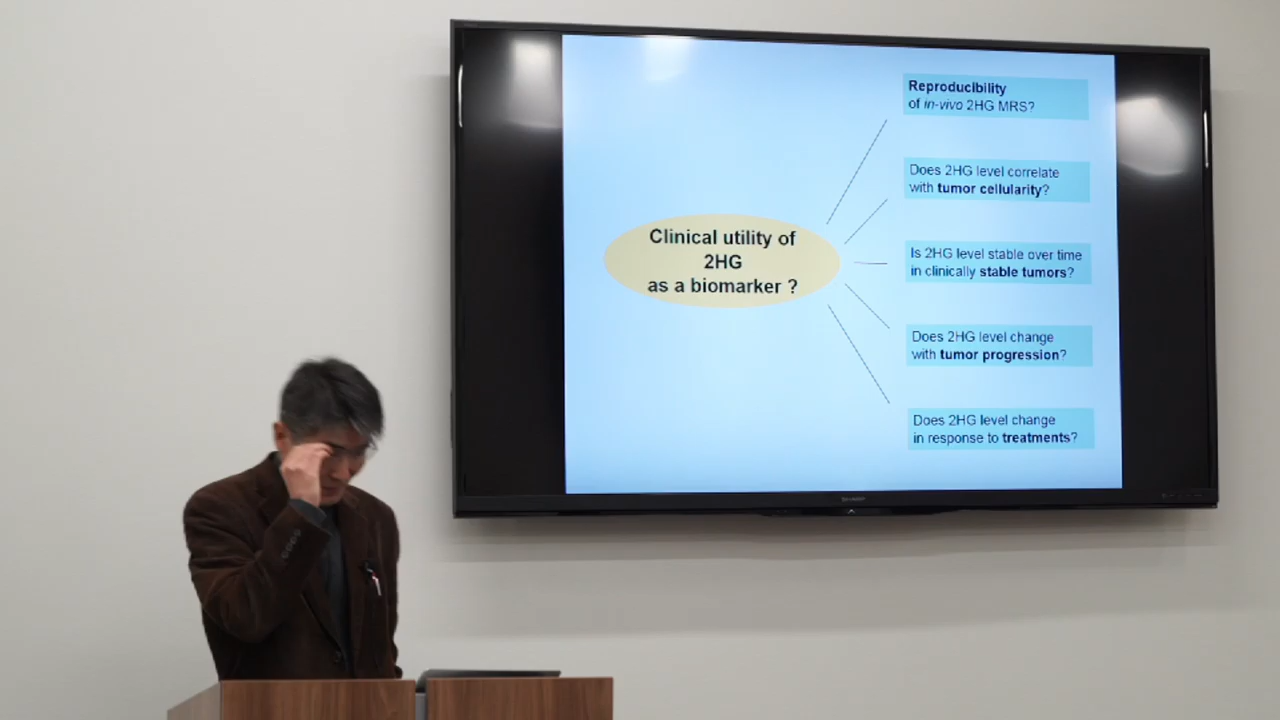 Clinical utility of
2HG
as a biomarker ?
Reproducibility
of in-vivo 2HG MRS?
Does 2HG level correlate
with tumor cellularity?
Is 2HG level stable over time
in clinically stable tumors?
Does 2HG level change
with tumor progression?
Does 2HG level change
in response to treatments?
SHARP